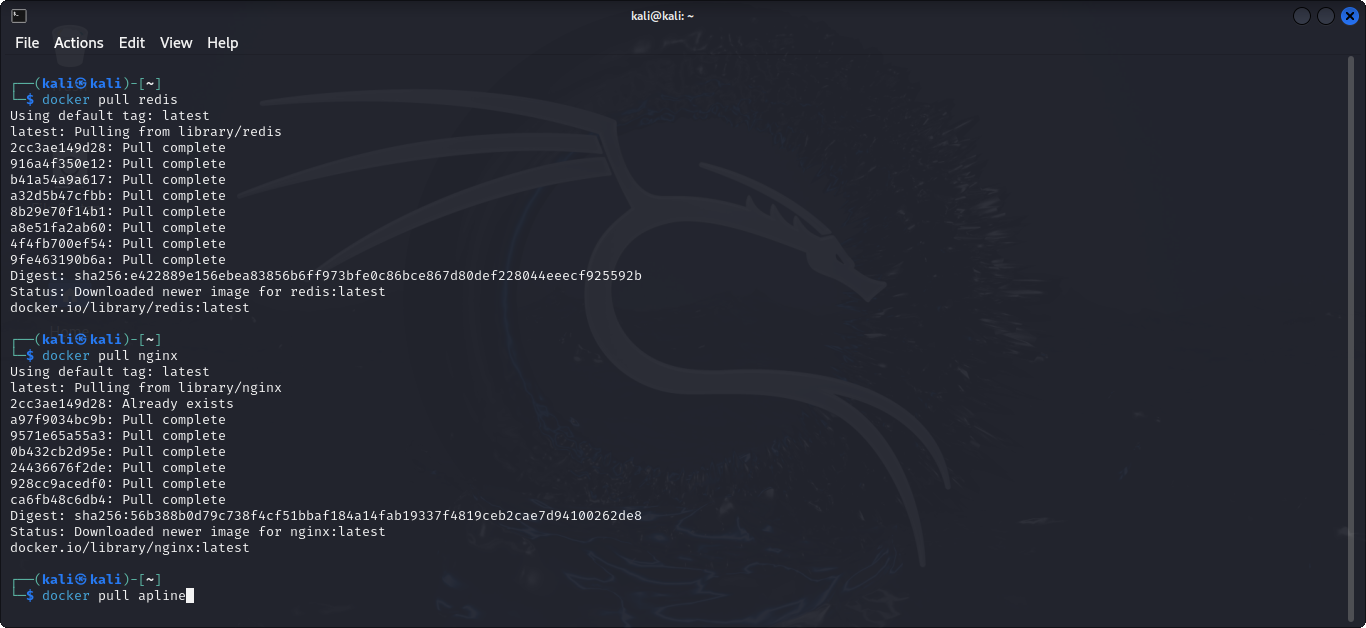 kali@kali: ~
File Actions Edit View Help
┌──(kali㉿kali)-[~]
└─$ docker pull redis
Using default tag: latest
latest: Pulling from library/redis
2cc3ae149d28: Pull complete
916a4f350e12: Pull complete
b41a54a9a617: Pull complete
a32d5b47cfbb: Pull complete
8b29e70f14b1: Pull complete
a8e51fa2ab60: Pull complete
4f4fb700ef54: Pull complete
9fe463190b6a: Pull complete
Digest: sha256:e422889e156ebea83856b6ff973bfe0c86bce867d80def228044eeecf925592b
Status: Downloaded newer image for redis:latest
docker.io/library/redis:latest
┌──(kali㉿kali)-[~]
└─$ docker pull nginx
Using default tag: latest
latest: Pulling from library/nginx
2cc3ae149d28: Already exists
a97f9034bc9b: Pull complete
9571e65a55a3: Pull complete
0b432cb2d95e: Pull complete
24436676f2de: Pull complete
928cc9acedf0: Pull complete
ca6fb48c6db4: Pull complete
Digest: sha256:56b388b0d79c738f4cf51bbaf184a14fab19337f4819ceb2cae7d94100262de8
Status: Downloaded newer image for nginx:latest
docker.io/library/nginx:latest
┌──(kali㉿kali)-[~]
└─$ docker pull apline